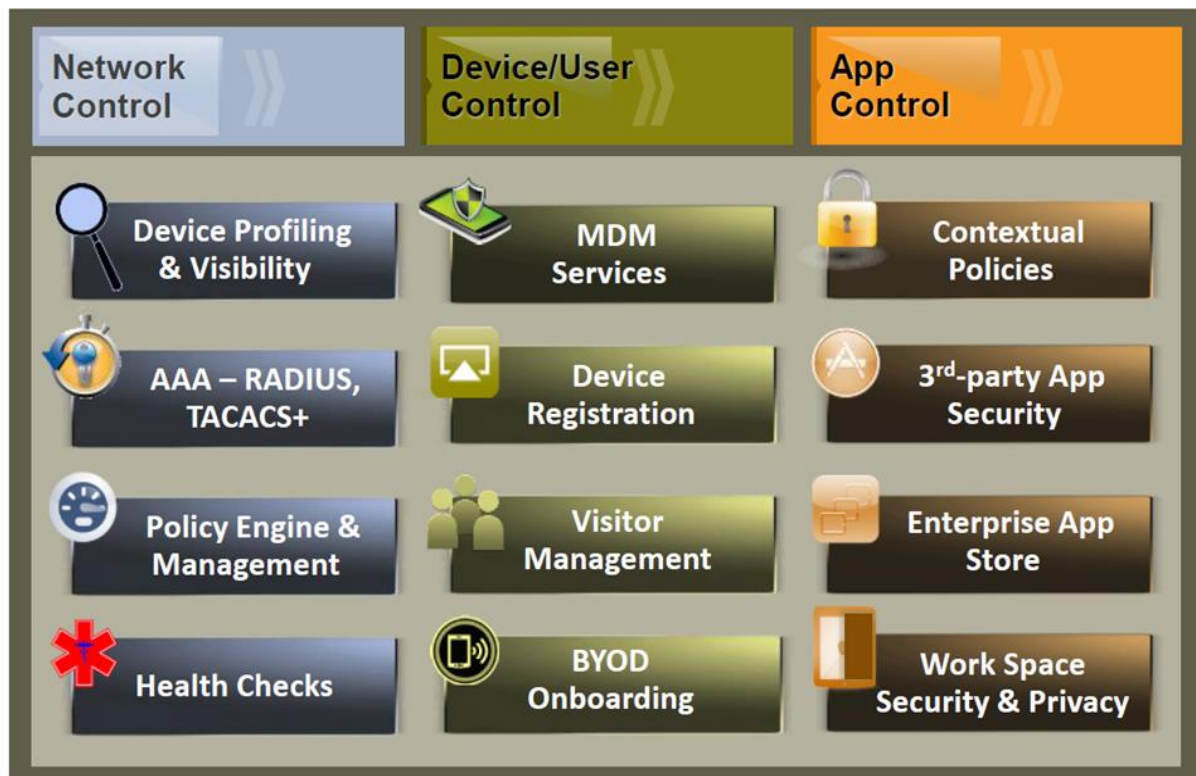 Network
Control
Device/User
Control
App
Control
Device Profiling
& Visibility
MDM
Services
Contextual
Policies
AAA – RADIUS,
TACACS+
Device
Registration
3rd-party App
Security
Policy Engine &
Management
Visitor
Management
Enterprise App
Store
Health Checks
BYOD
Onboarding
Work Space
Security & Privacy